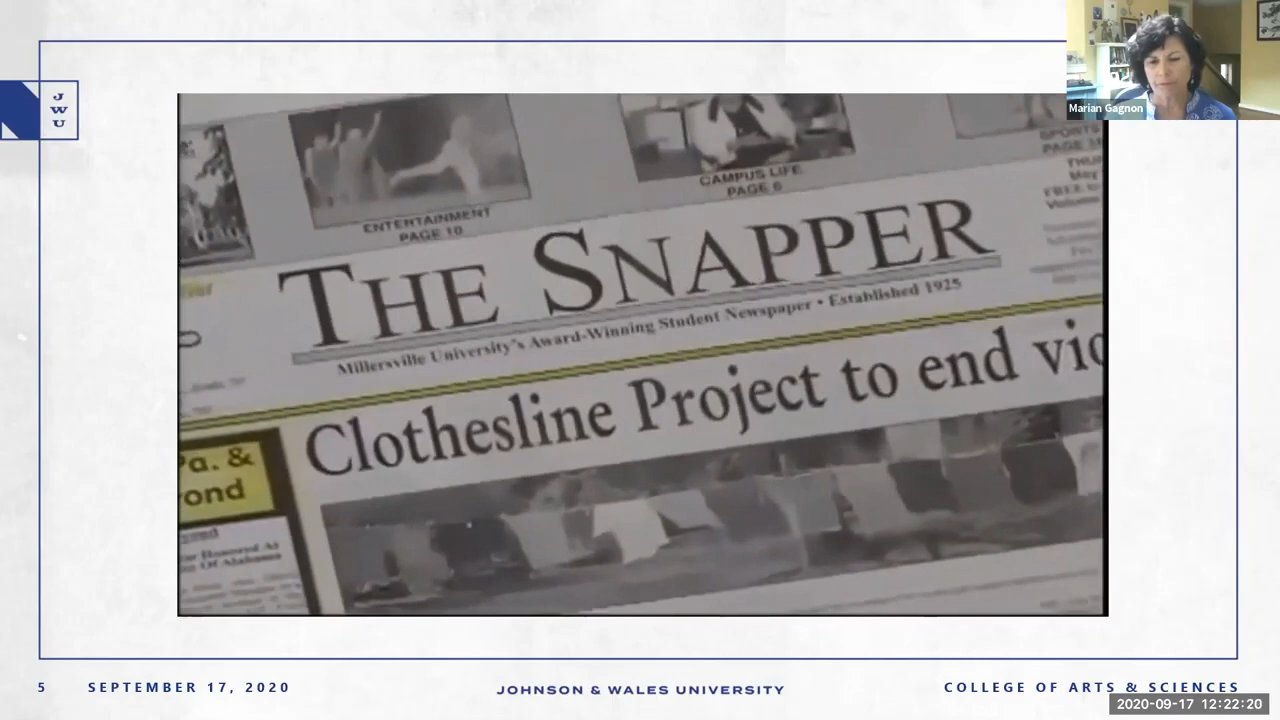 J
W
U
Marian Gagnon
ENTERTAINMENT
PAGE 10
CAMPUS LIFE
PAGE 6
SPORTS
THE SNAPPER
Millersville University's Award-Winning Student Newspaper • Established 1925
Clothesline Project to end vio
Pa. &
yond
5
SEPTEMBER 17, 2020
JOHNSON & WALES UNIVERSITY
COLLEGE OF ARTS & SCIENCES
2020-09-17 12:22:20